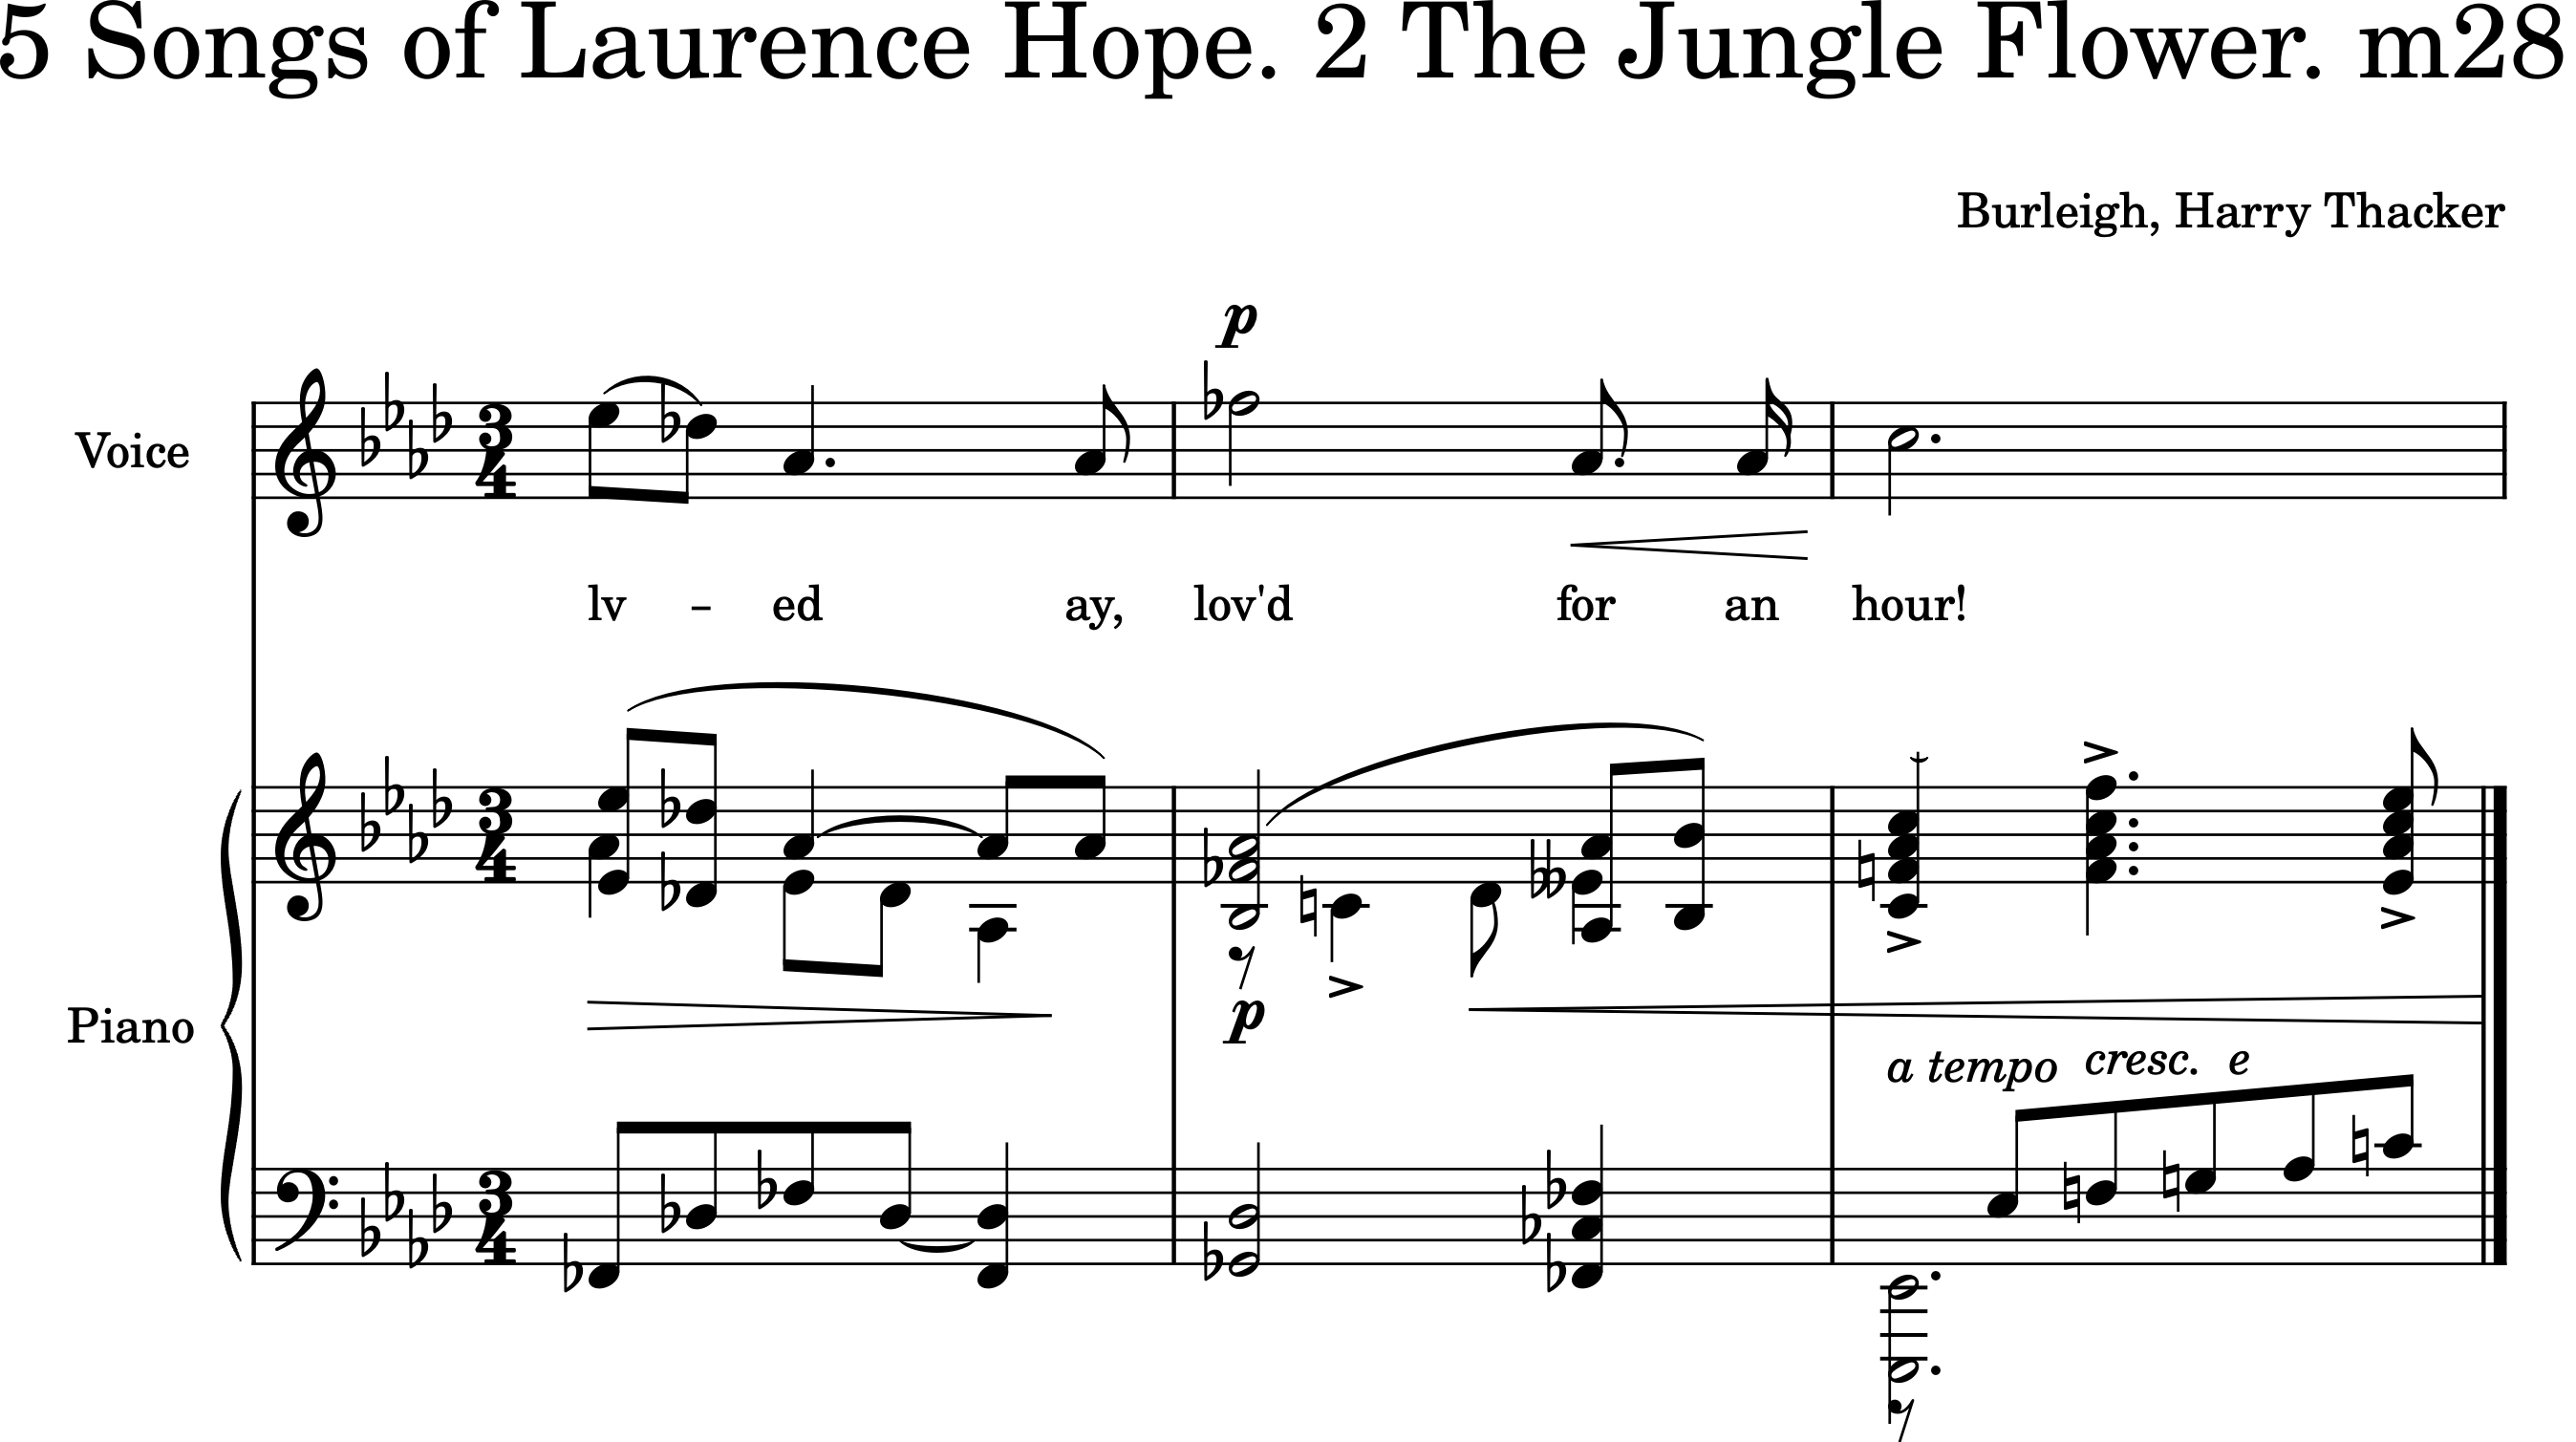 5 Songs of Laurence Hope. 2 The Jungle Flower. m28
Burleigh, Harry Thacker
p
Voice
lv – ed ay, lov'd for an hour!
Piano
p
a tempo cresc. e